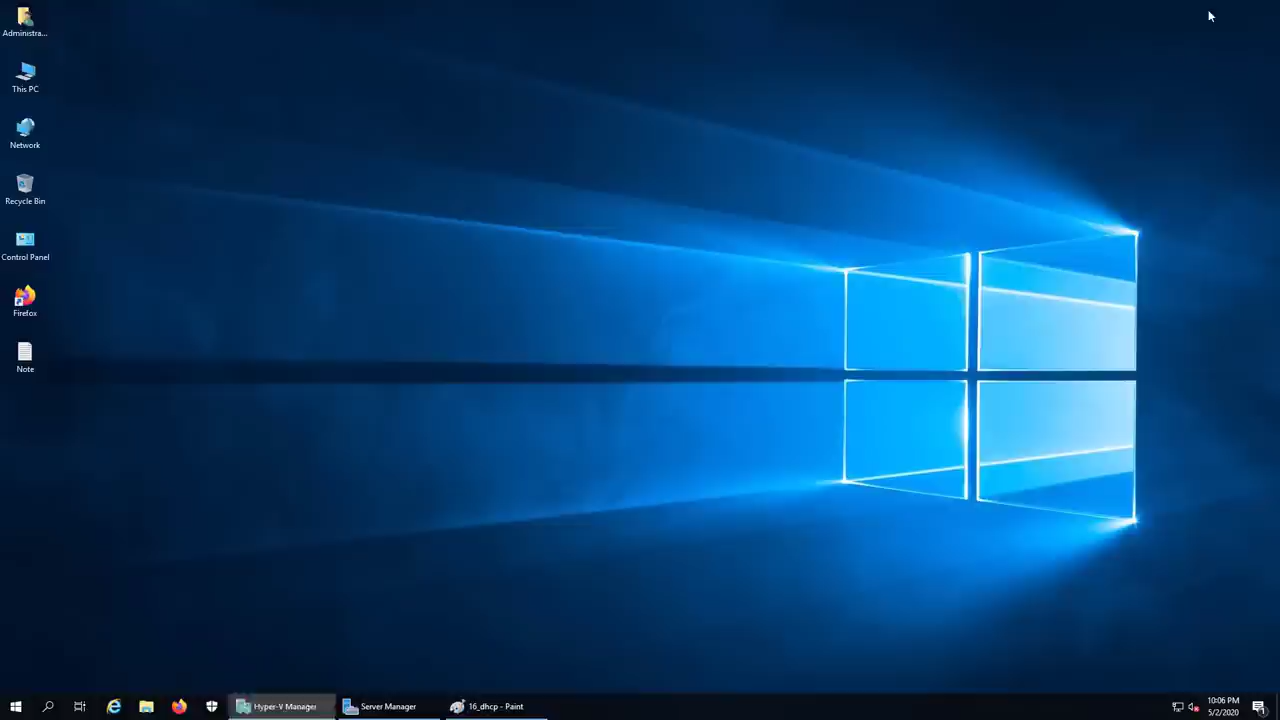 Administra...
This PC
Network
Recycle Bin
Control Panel
Firefox
Note
Hyper-V Manager
Server Manager
16_dhcp - Paint
10:06 PM
5/2/2020
1